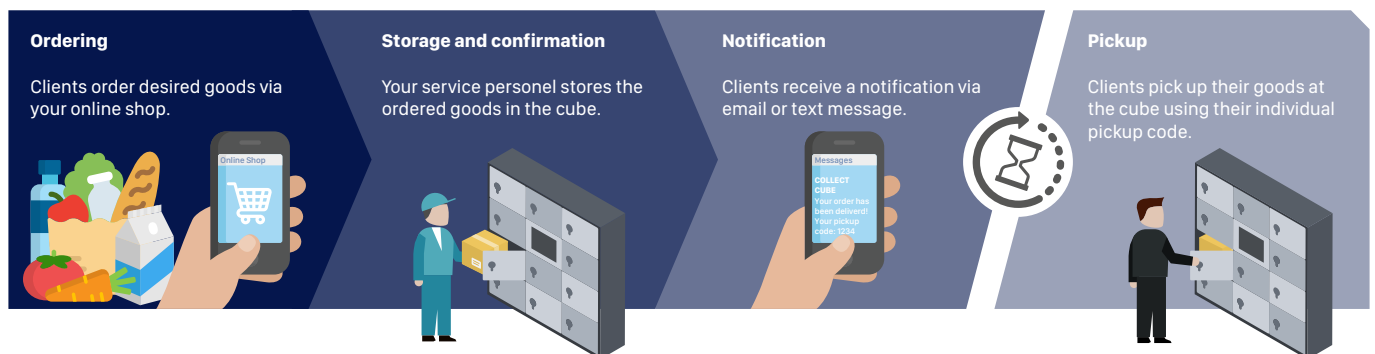 Ordering
Clients order desired goods via
your online shop.
Online Shop
Storage and confirmation
Your service personel stores the
ordered goods in the cube.
Notification
Clients receive a notification via
email or text message.
Messages
COLLECT
CUBE
Your order has
been deliverd!
Your pickup
code: 1234
Pickup
Clients pick up their goods at
the cube using their individual
pickup code.